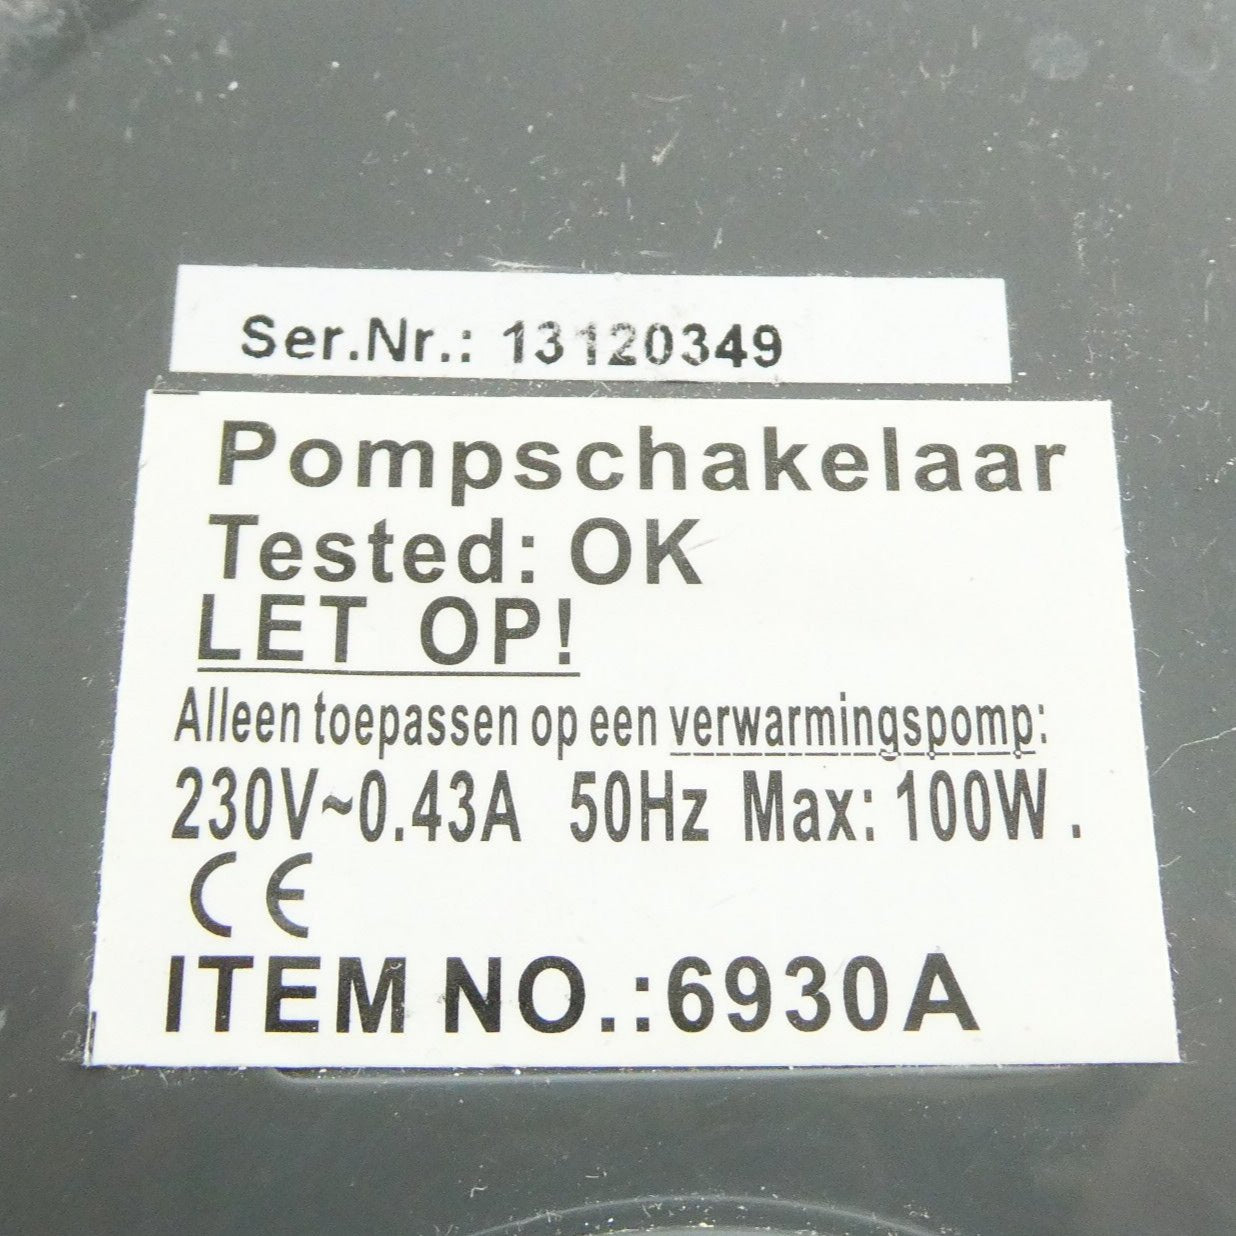 Ser.Nr.: 13120349
Pompschakelaar
Tested: OK
LET OP!
Alleen toepassen op een verwarmingspomp:
230V~0.43A 50Hz Max: 100W .
CE
ITEM NO.:6930A